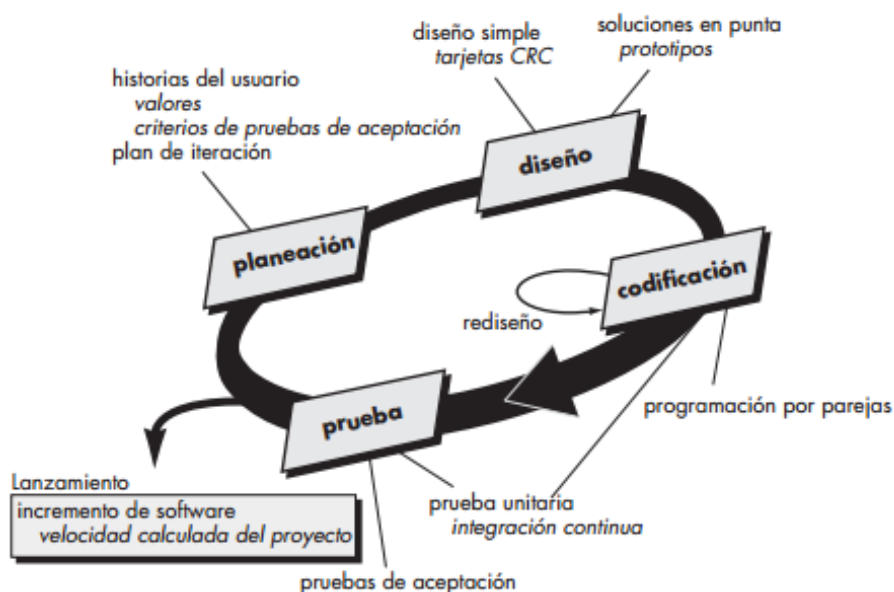 diseño simple
tarjetas CRC
soluciones en punta
prototipos
historias del usuario
valores
criterios de pruebas de aceptación
plan de iteración
diseño
planeación
codificación
rediseño
prueba
programación por parejas
Lanzamiento
incremento de software
velocidad calculada del proyecto
prueba unitaria
integración continua
pruebas de aceptación